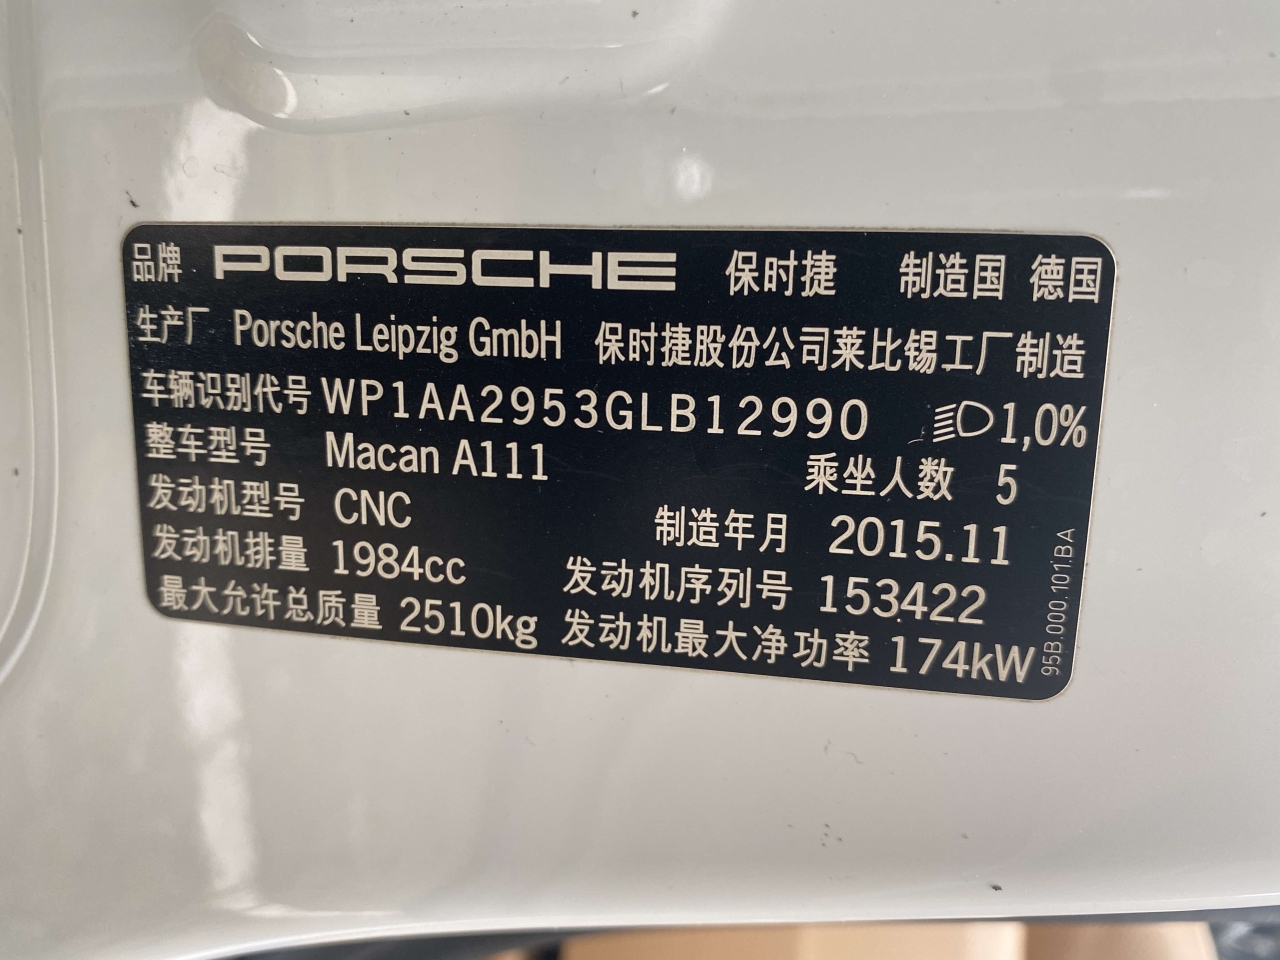 品牌 PORSCHE 保时捷 制造国 德国
生产厂 Porsche Leipzig GmbH 保时捷股份公司莱比锡工厂制造
车辆识别代号 WP1AA2953GLB12990 1,0%
整车型号 Macan A111 乘坐人数 5
发动机型号 CNC 制造年月 2015.11
发动机排量 1984cc 发动机序列号 153422
最大允许总质量 2510kg 发动机最大净功率 174kW
95B.000.101.BA